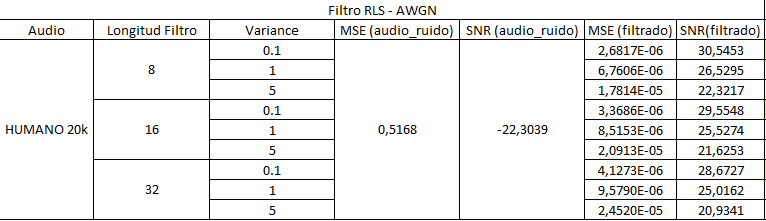 Filtro RLS - AWGN
Audio Longitud Filtro Variance MSE (audio_ruido) SNR (audio_ruido) MSE (filtrado) SNR(filtrado)
HUMANO 20k 8 0.1 0,5168 -22,3039 2,6817E-06 30,5453
1 6,7606E-06 26,5295
5 1,7814E-05 22,3217
16 0.1 3,3686E-06 29,5548
1 8,5153E-06 25,5274
5 2,0913E-05 21,6253
32 0.1 4,1273E-06 28,6727
1 9,5790E-06 25,0162
5 2,4520E-05 20,9341